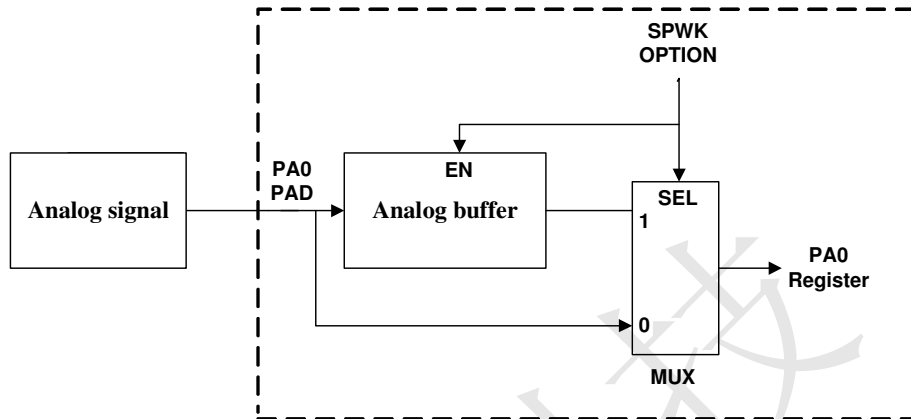 SPWK
OPTION
PA0
PAD
EN
Analog signal
Analog buffer
SEL
1
PA0
Register
0
MUX